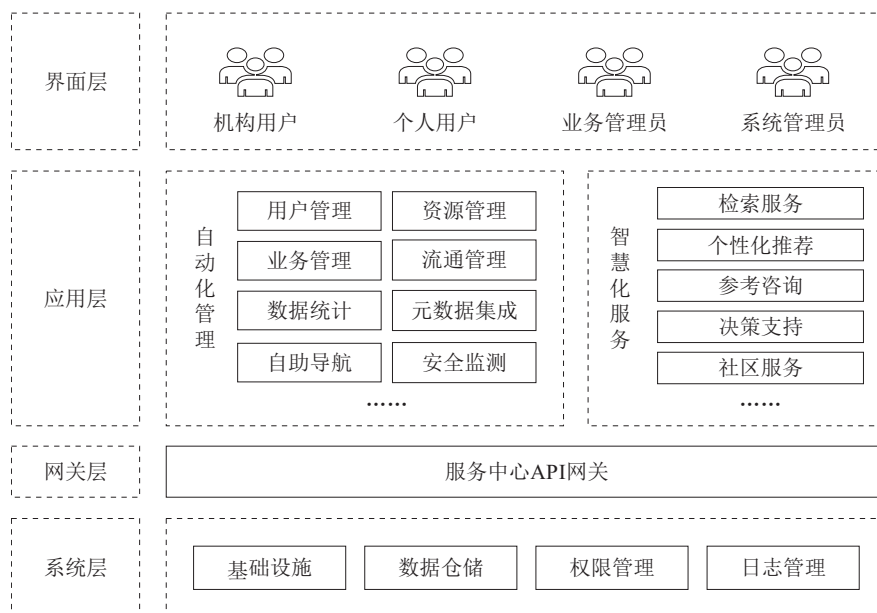 界面层
机构用户
个人用户
业务管理员
系统管理员
应用层
自动化管理
用户管理
资源管理
业务管理
流通管理
数据统计
元数据集成
自助导航
安全监测
……
智慧化服务
检索服务
个性化推荐
参考咨询
决策支持
社区服务
……
网关层
服务中心API网关
系统层
基础设施
数据仓储
权限管理
日志管理